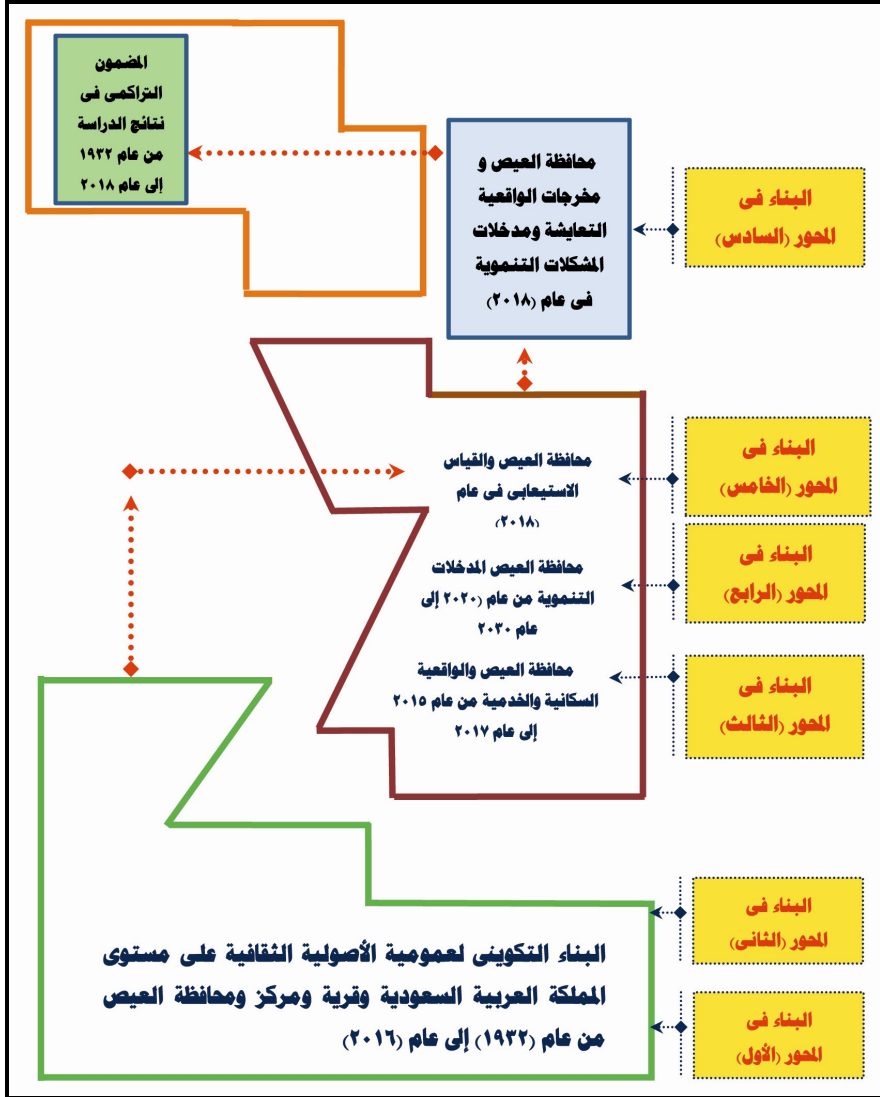 المضمون
التراكمى فى
نتائج الدراسة
من عام ١٩٣٢
إلى عام ٢٠١٨
محافظة العيص و
مخرجات الواقعية
التعايشة ومدخلات
المشكلات التنموية
فى عام (٢٠١٨)
البناء فى
المحور (السادس)
محافظة العيص والقياس
الاستيعابى فى عام
(٢٠١٨)
البناء فى
المحور (الخامس)
محافظة العيص المدخلات
التنموية من عام (٢٠٢٠ إلى
عام ٢٠٣٠
البناء فى
المحور (الرابع)
محافظة العيص والواقعية
السكانية والخدمية من عام ٢٠١٥
إلى عام ٢٠١٧
البناء فى
المحور (الثالث)
البناء فى
المحور (الثانى)
البناء التكوينى لعمومية الأصولية الثقافية على مستوى
المملكة العربية السعودية وقرية ومركز ومحافظة العيص
من عام (١٩٣٢) إلى عام (٢٠١٦)
البناء فى
المحور (الأول)